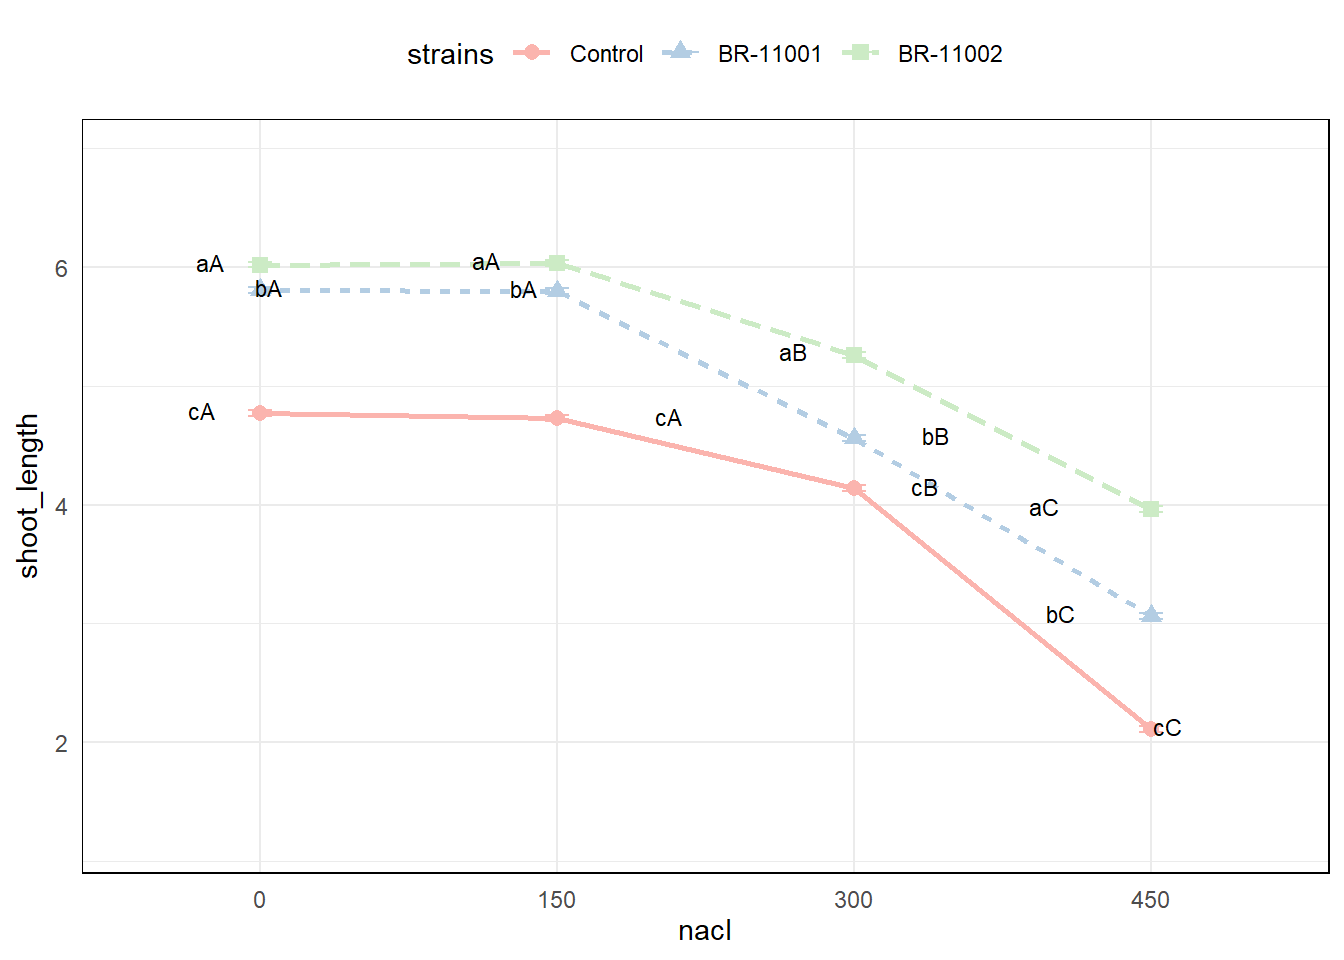 strains Control BR-11001 BR-11002
6
4
2
shoot_length
aA
aA
bA
bA
aB
cA
cA
bB
cB
aC
bC
cC
0 150 300 450
nacl